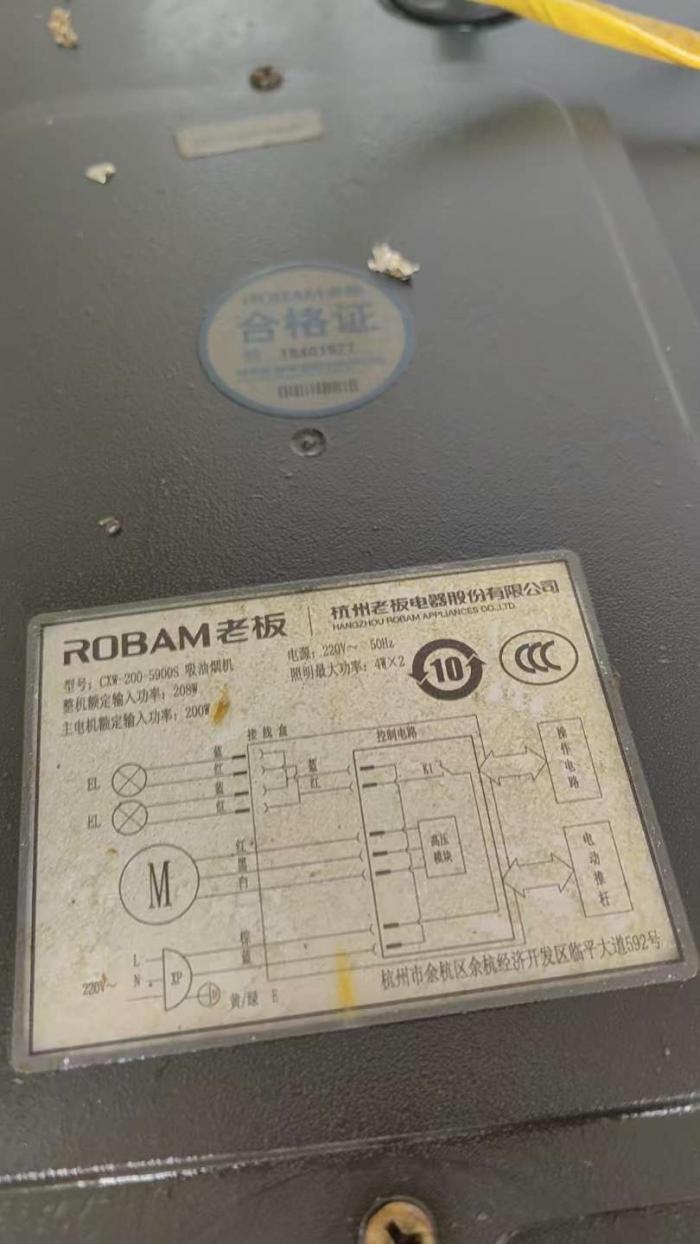 ROBAM老板
合格证
ROBAM老板
杭州老板电器股份有限公司
HANGZHOU ROBAM APPLIANCES CO.,LTD.
型号：CXW-200-5900S 吸油烟机
电源：220V～ 50Hz
整机额定输入功率：208W
照明最大功率：4W×2
主电机额定输入功率：200W
10
CCC
接线盒
控制电路
操作电路
EL
蓝
红
蓝
红
K1
EL
蓝
红
M
红
黑
白
高压模块
电动推杆
220V～
L
N
XP
棕
蓝
黄/绿 E
杭州市余杭区余杭经济开发区临平大道592号